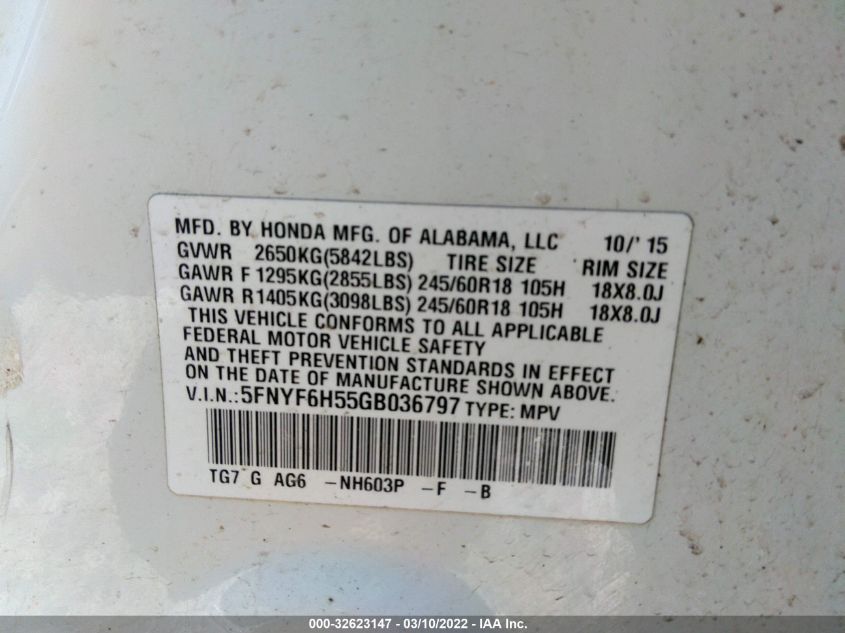 MFD. BY HONDA MFG. OF ALABAMA, LLC 10/' 15
GVWR 2650KG(5842LBS) TIRE SIZE RIM SIZE
GAWR F 1295KG(2855LBS) 245/60R18 105H 18X8.0J
GAWR R1405KG(3098LBS) 245/60R18 105H 18X8.0J
THIS VEHICLE CONFORMS TO ALL APPLICABLE
FEDERAL MOTOR VEHICLE SAFETY
AND THEFT PREVENTION STANDARDS IN EFFECT
ON THE DATE OF MANUFACTURE SHOWN ABOVE.
V.I.N.: 5FNYF6H55GB036797 TYPE: MPV
TG7 G AG6 -NH603P -F -B
000-32623147 - 03/10/2022 - IAA Inc.